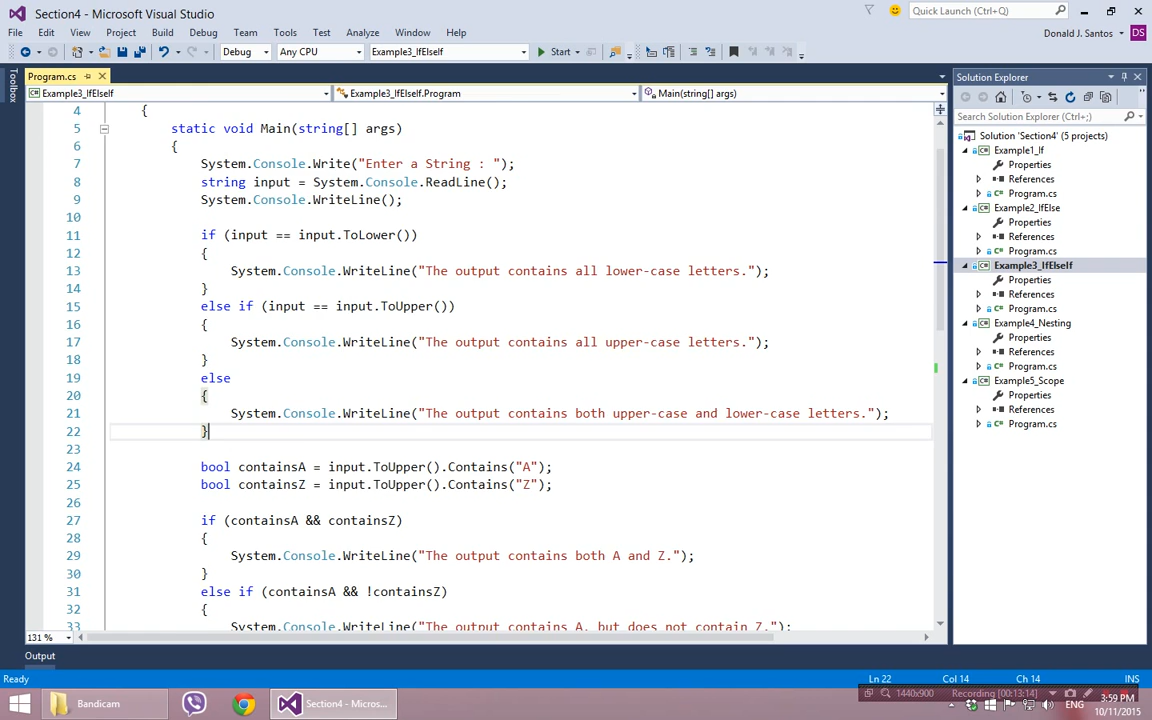 Section4 - Microsoft Visual Studio
Quick Launch (Ctrl+Q)
File Edit View Project Build Debug Team Tools Test Analyze Window Help
Donald J. Santos DS
Debug Any CPU Example3_IfElseIf Start
Toolbox
Program.cs
Example3_IfElseIf Example3_IfElseIf.Program Main(string[] args)
4 {
5 static void Main(string[] args)
6 {
7 System.Console.Write("Enter a String : ");
8 string input = System.Console.ReadLine();
9 System.Console.WriteLine();
10
11 if (input == input.ToLower())
12 {
13 System.Console.WriteLine("The output contains all lower-case letters.");
14 }
15 else if (input == input.ToUpper())
16 {
17 System.Console.WriteLine("The output contains all upper-case letters.");
18 }
19 else
20 {
21 System.Console.WriteLine("The output contains both upper-case and lower-case letters.");
22 }
23
24 bool containsA = input.ToUpper().Contains("A");
25 bool containsZ = input.ToUpper().Contains("Z");
26
27 if (containsA && containsZ)
28 {
29 System.Console.WriteLine("The output contains both A and Z.");
30 }
31 else if (containsA && !containsZ)
32 {
33 System.Console.WriteLine("The output contains A, but does not contain Z.");
131 %
Solution Explorer
Search Solution Explorer (Ctrl+;)
Solution 'Section4' (5 projects)
Example1_If
Properties
References
Program.cs
Example2_IfElse
Properties
References
Program.cs
Example3_IfElseIf
Properties
References
Program.cs
Example4_Nesting
Properties
References
Program.cs
Example5_Scope
Properties
References
Program.cs
Output
Ready Ln 22 Col 14 Ch 14 INS
1440x900 Recording [00:13:14]
Bandicam Section4 - Micros... ENG 3:59 PM
10/11/2015